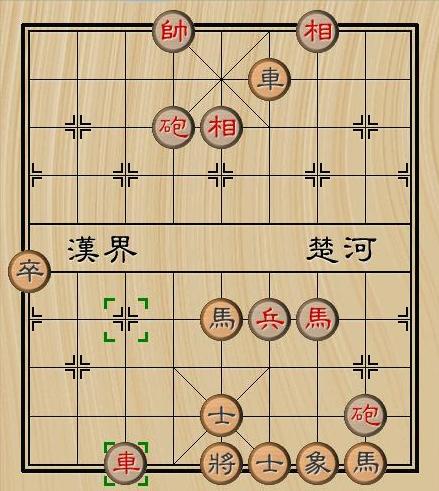 帥 相
車
砲 相
漢界 楚河
卒
馬 兵 馬
士 砲
車 將 士 象 馬